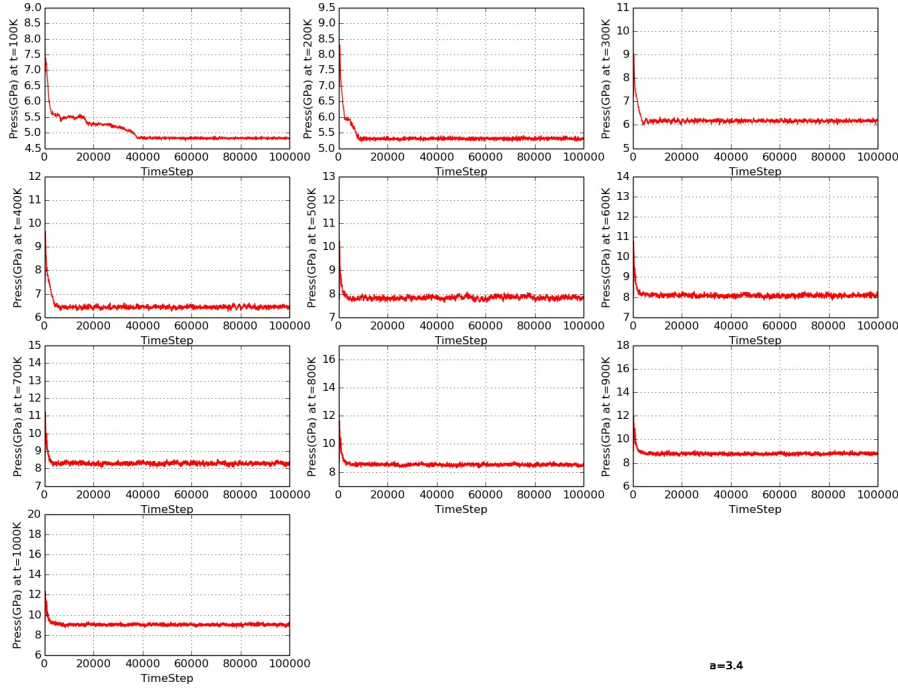 Press(GPa) at t=100K
9.0
8.5
8.0
7.5
7.0
6.5
6.0
5.5
5.0
4.5
0 20000 40000 60000 80000 100000
TimeStep
Press(GPa) at t=200K
9.5
9.0
8.5
8.0
7.5
7.0
6.5
6.0
5.5
5.0
0 20000 40000 60000 80000 100000
TimeStep
Press(GPa) at t=300K
11
10
9
8
7
6
5
0 20000 40000 60000 80000 100000
TimeStep
Press(GPa) at t=400K
12
11
10
9
8
7
6
0 20000 40000 60000 80000 100000
TimeStep
Press(GPa) at t=500K
13
12
11
10
9
8
7
0 20000 40000 60000 80000 100000
TimeStep
Press(GPa) at t=600K
14
13
12
11
10
9
8
7
0 20000 40000 60000 80000 100000
TimeStep
Press(GPa) at t=700K
15
14
13
12
11
10
9
8
7
0 20000 40000 60000 80000 100000
TimeStep
Press(GPa) at t=800K
16
14
12
10
8
0 20000 40000 60000 80000 100000
TimeStep
Press(GPa) at t=900K
18
16
14
12
10
8
6
0 20000 40000 60000 80000 100000
TimeStep
Press(GPa) at t=1000K
20
18
16
14
12
10
8
6
0 20000 40000 60000 80000 100000
TimeStep
a=3.4